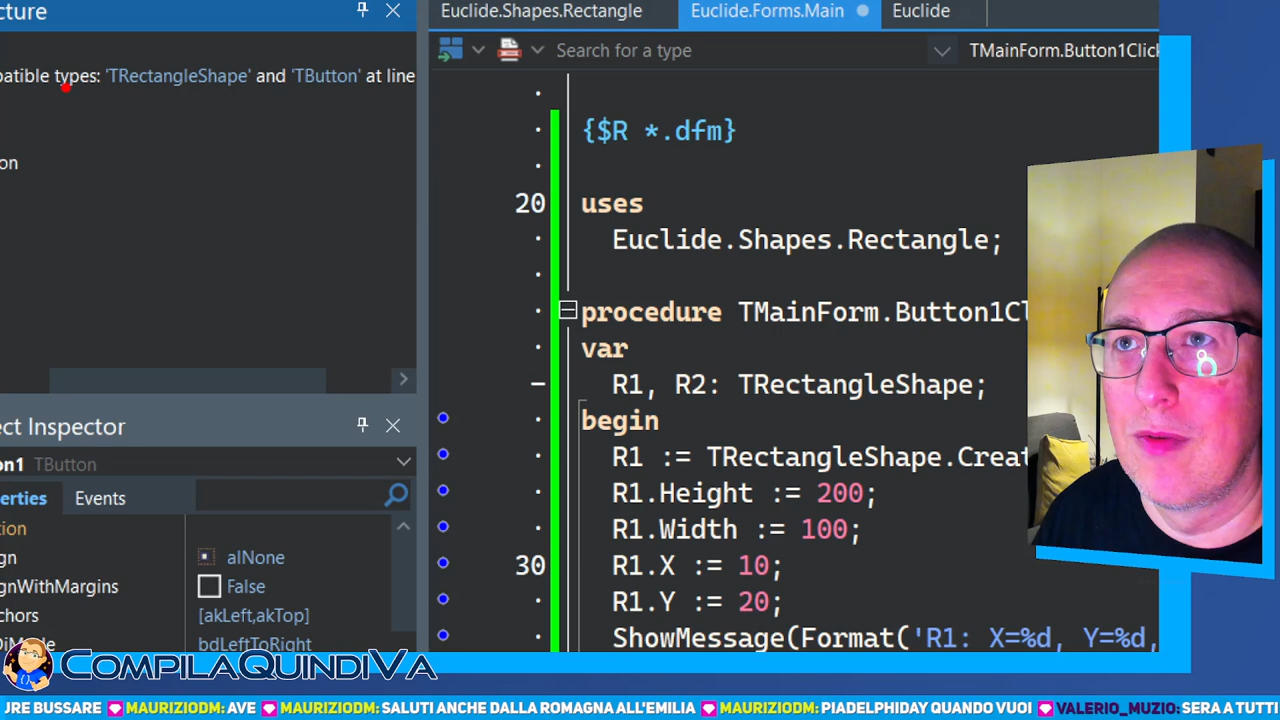 cture
patible types: 'TRectangleShape' and 'TButton' at line
on
ect Inspector
on1 TButton
erties Events
tion
gn alNone
gnWithMargins False
chors [akLeft,akTop]
DiMode bdLeftToRight
Euclide.Shapes.Rectangle Euclide.Forms.Main Euclide
Search for a type TMainForm.Button1Click
{$R *.dfm}
20 uses
Euclide.Shapes.Rectangle;
procedure TMainForm.Button1Cl
var
R1, R2: TRectangleShape;
begin
R1 := TRectangleShape.Creat
R1.Height := 200;
R1.Width := 100;
30 R1.X := 10;
R1.Y := 20;
ShowMessage(Format('R1: X=%d, Y=%d,
COMPILAQUINDIVA
JRE BUSSARE MAURIZIODM: AVE MAURIZIODM: SALUTI ANCHE DALLA ROMAGNA ALL'EMILIA MAURIZIODM: PIADELPHIDAY QUANDO VUOI VALERIO_MUZIO: SERA A TUTTI